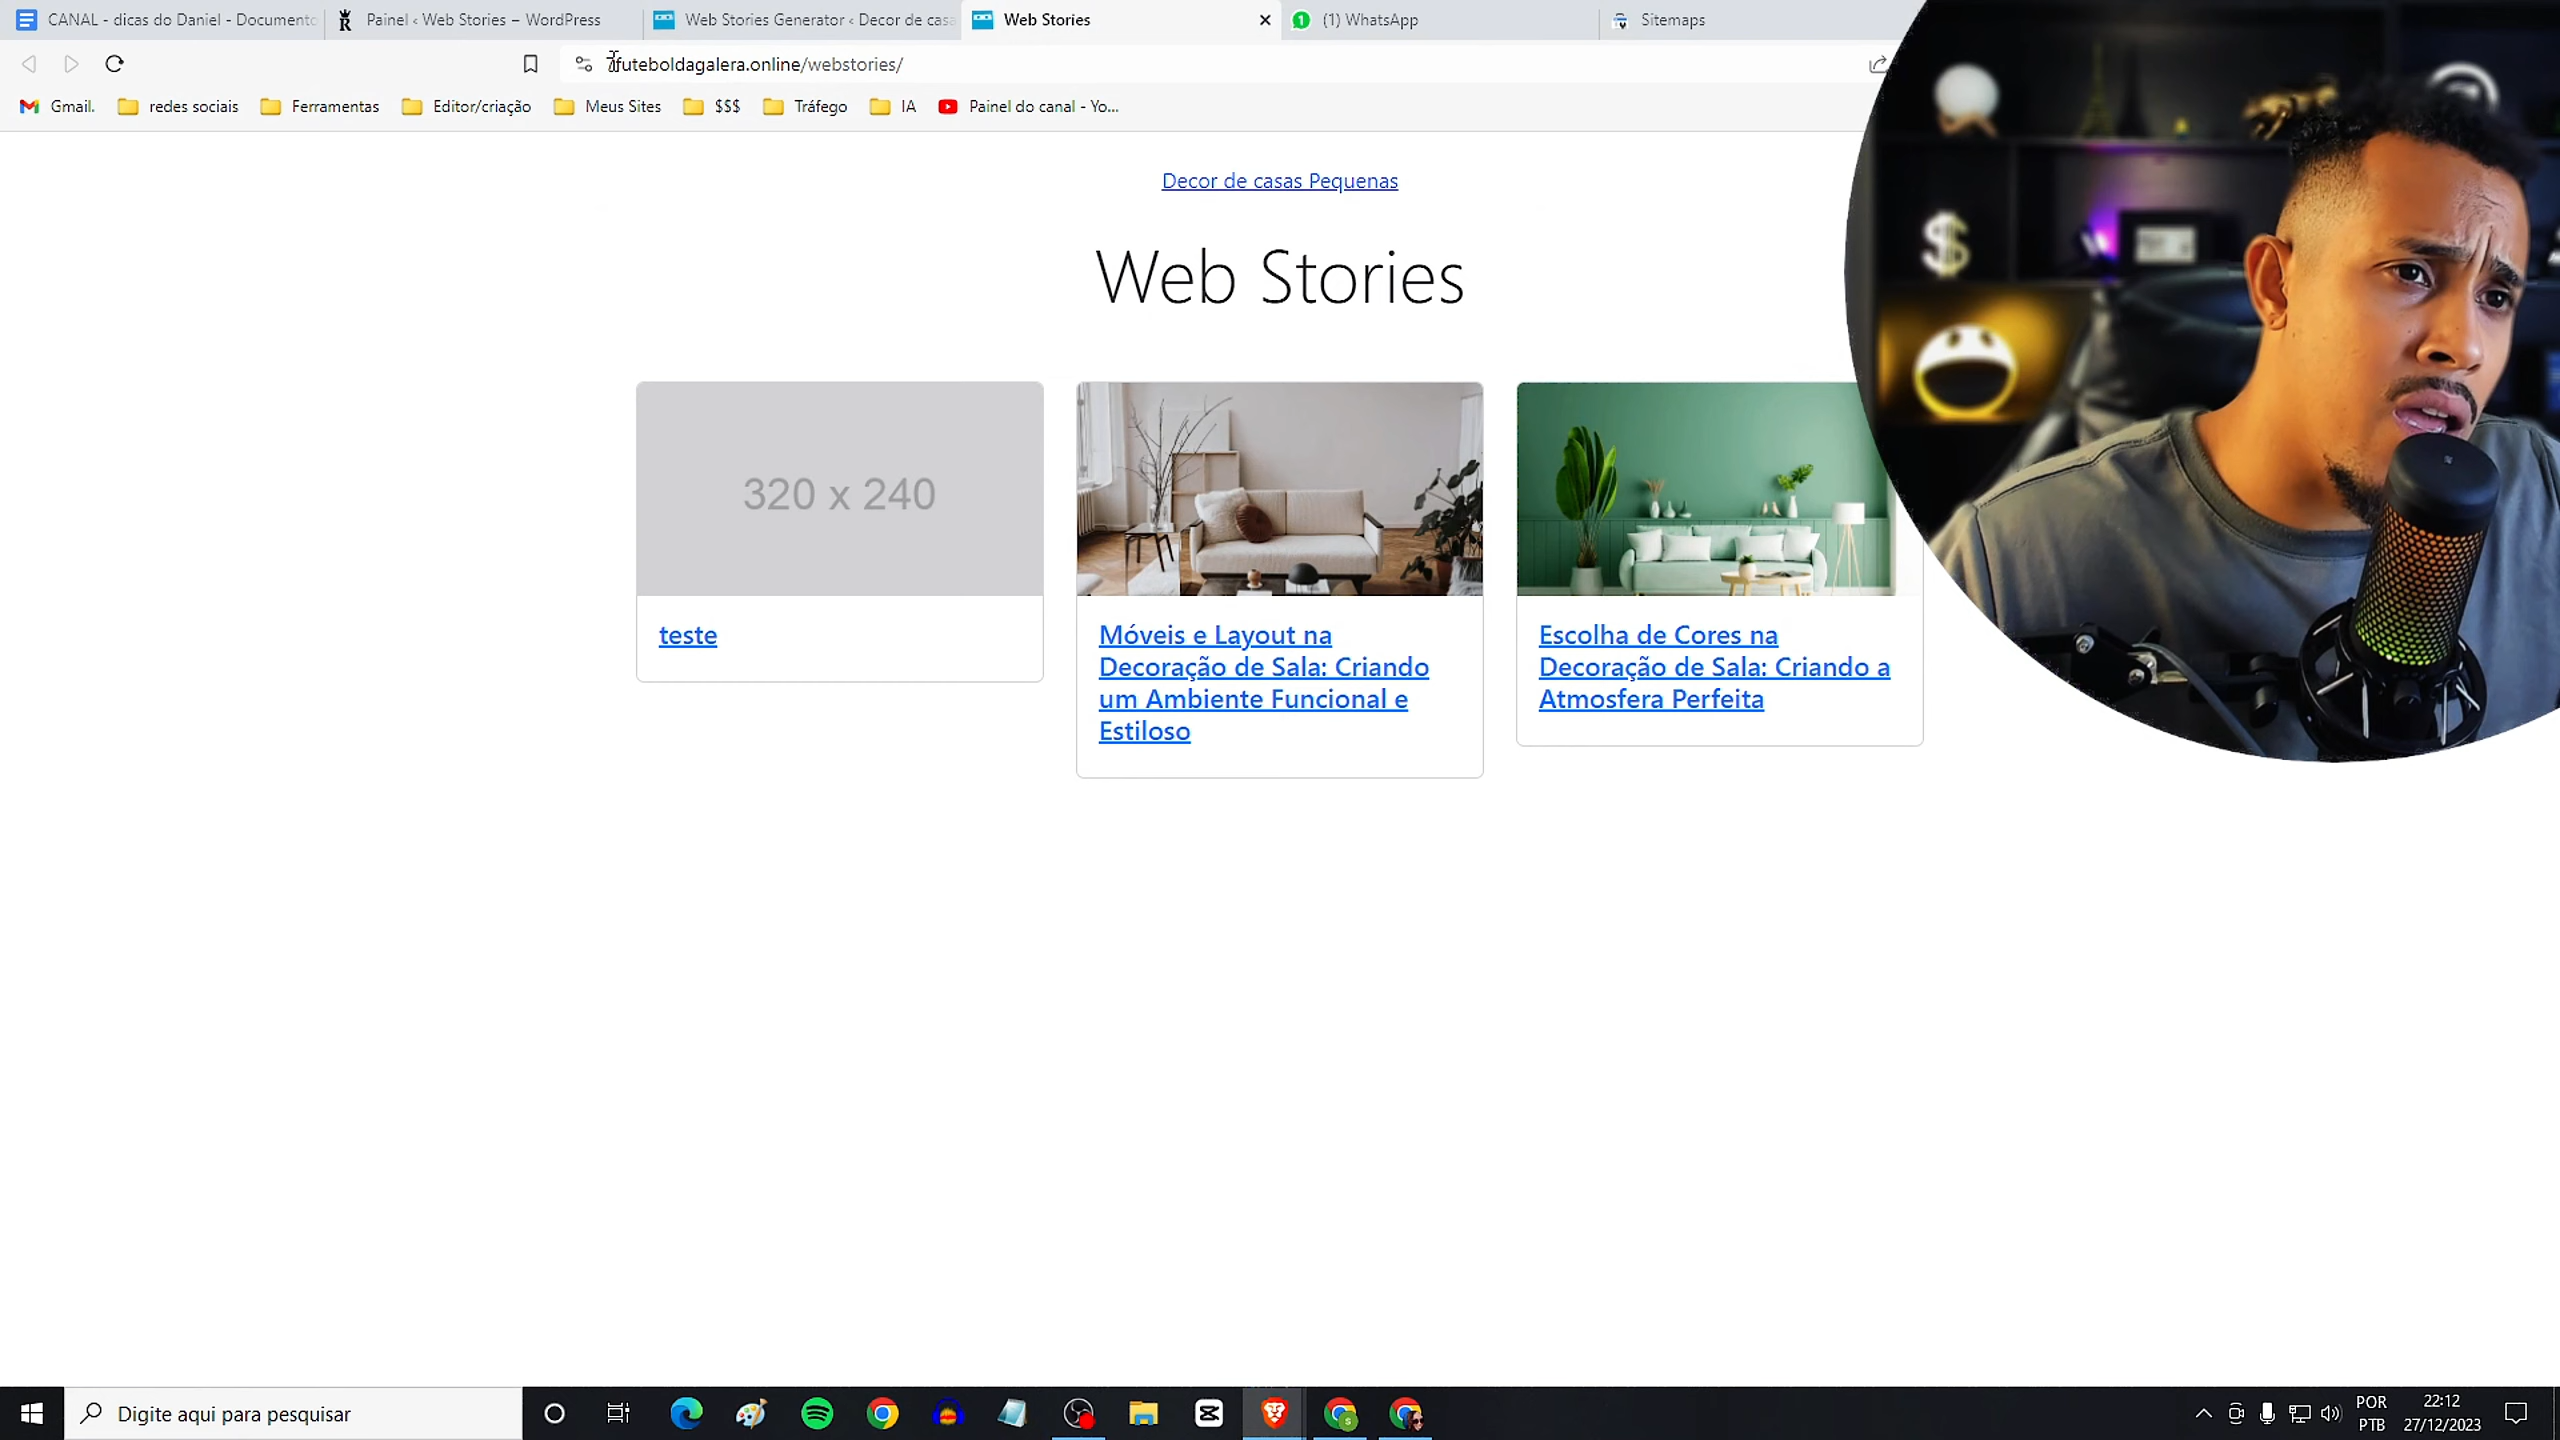 CANAL - dicas do Daniel - Documento
Painel ‹ Web Stories – WordPress
Web Stories Generator ‹ Decor de casa
Web Stories
(1) WhatsApp
Sitemaps
futeboldagalera.online/webstories/
Gmail.
redes sociais
Ferramentas
Editor/criação
Meus Sites
$$$
Tráfego
IA
Painel do canal - Yo...
Decor de casas Pequenas
Web Stories
320 x 240
teste
Móveis e Layout na
Decoração de Sala: Criando
um Ambiente Funcional e
Estiloso
Escolha de Cores na
Decoração de Sala: Criando a
Atmosfera Perfeita
$
Digite aqui para pesquisar
POR
PTB
22:12
27/12/2023